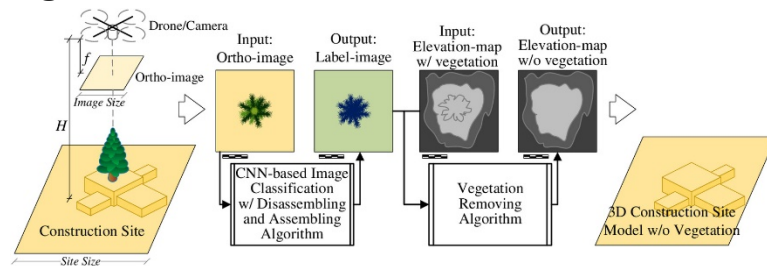 Drone/Camera
f
Ortho-image
Image Size
H
Construction Site
Site Size
Input:
Ortho-image
Output:
Label-image
CNN-based Image
Classification
w/ Disassembling
and Assembling
Algorithm
Input:
Elevation-map
w/ vegetation
Output:
Elevation-map
w/o vegetation
Vegetation
Removing
Algorithm
3D Construction Site
Model w/o Vegetation